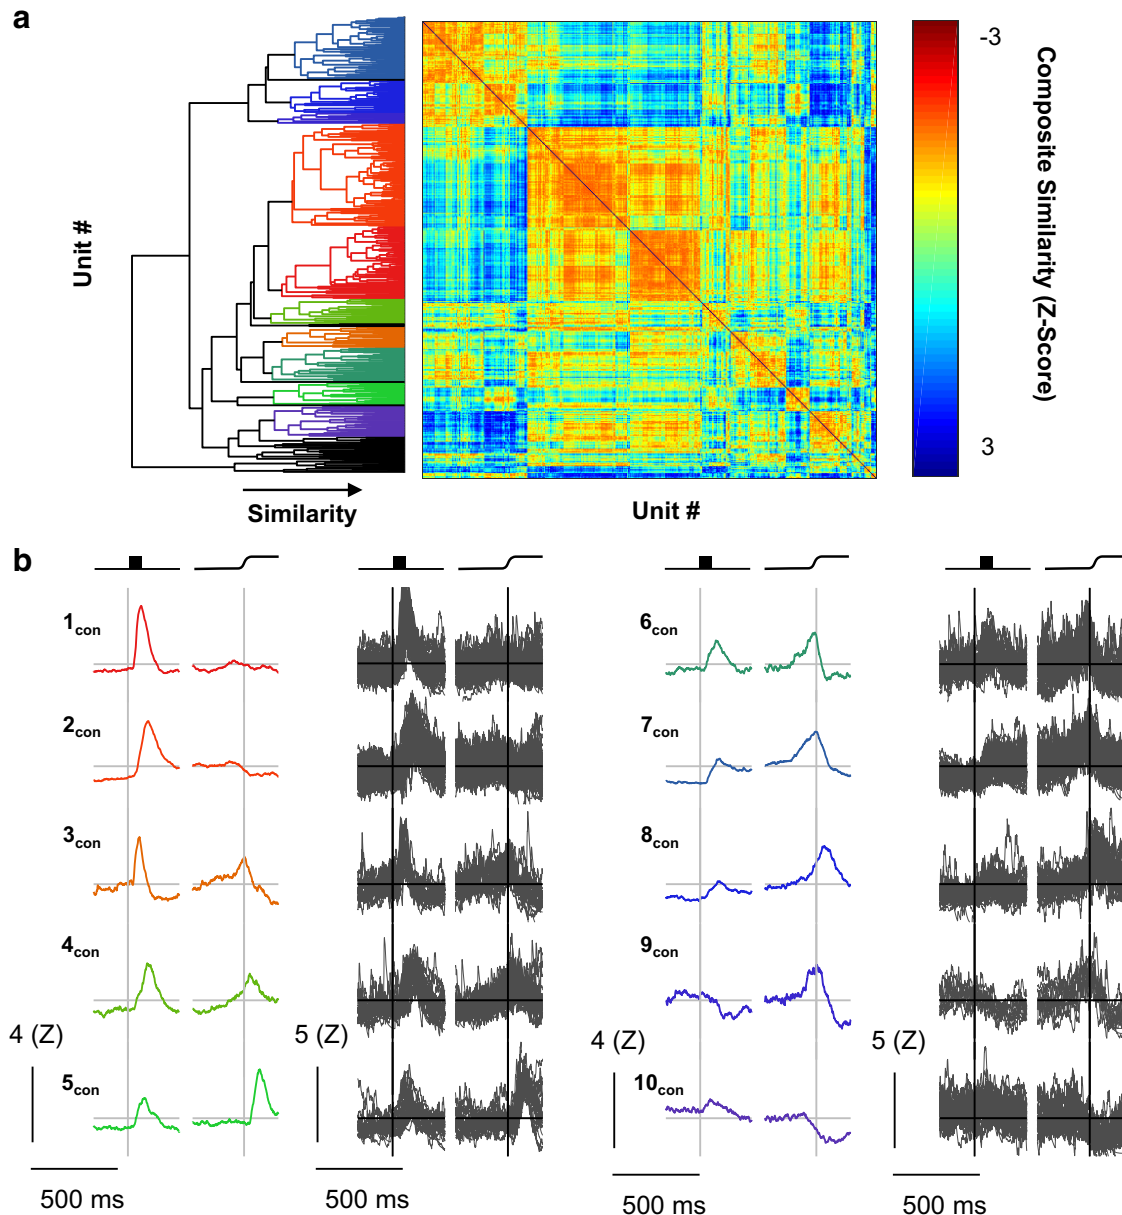 a
Unit #
Similarity
Unit #
-3
3
Composite Similarity (Z-Score)
b
1con
2con
3con
4con
5con
4 (Z)
500 ms
5 (Z)
500 ms
6con
7con
8con
9con
10con
4 (Z)
500 ms
5 (Z)
500 ms